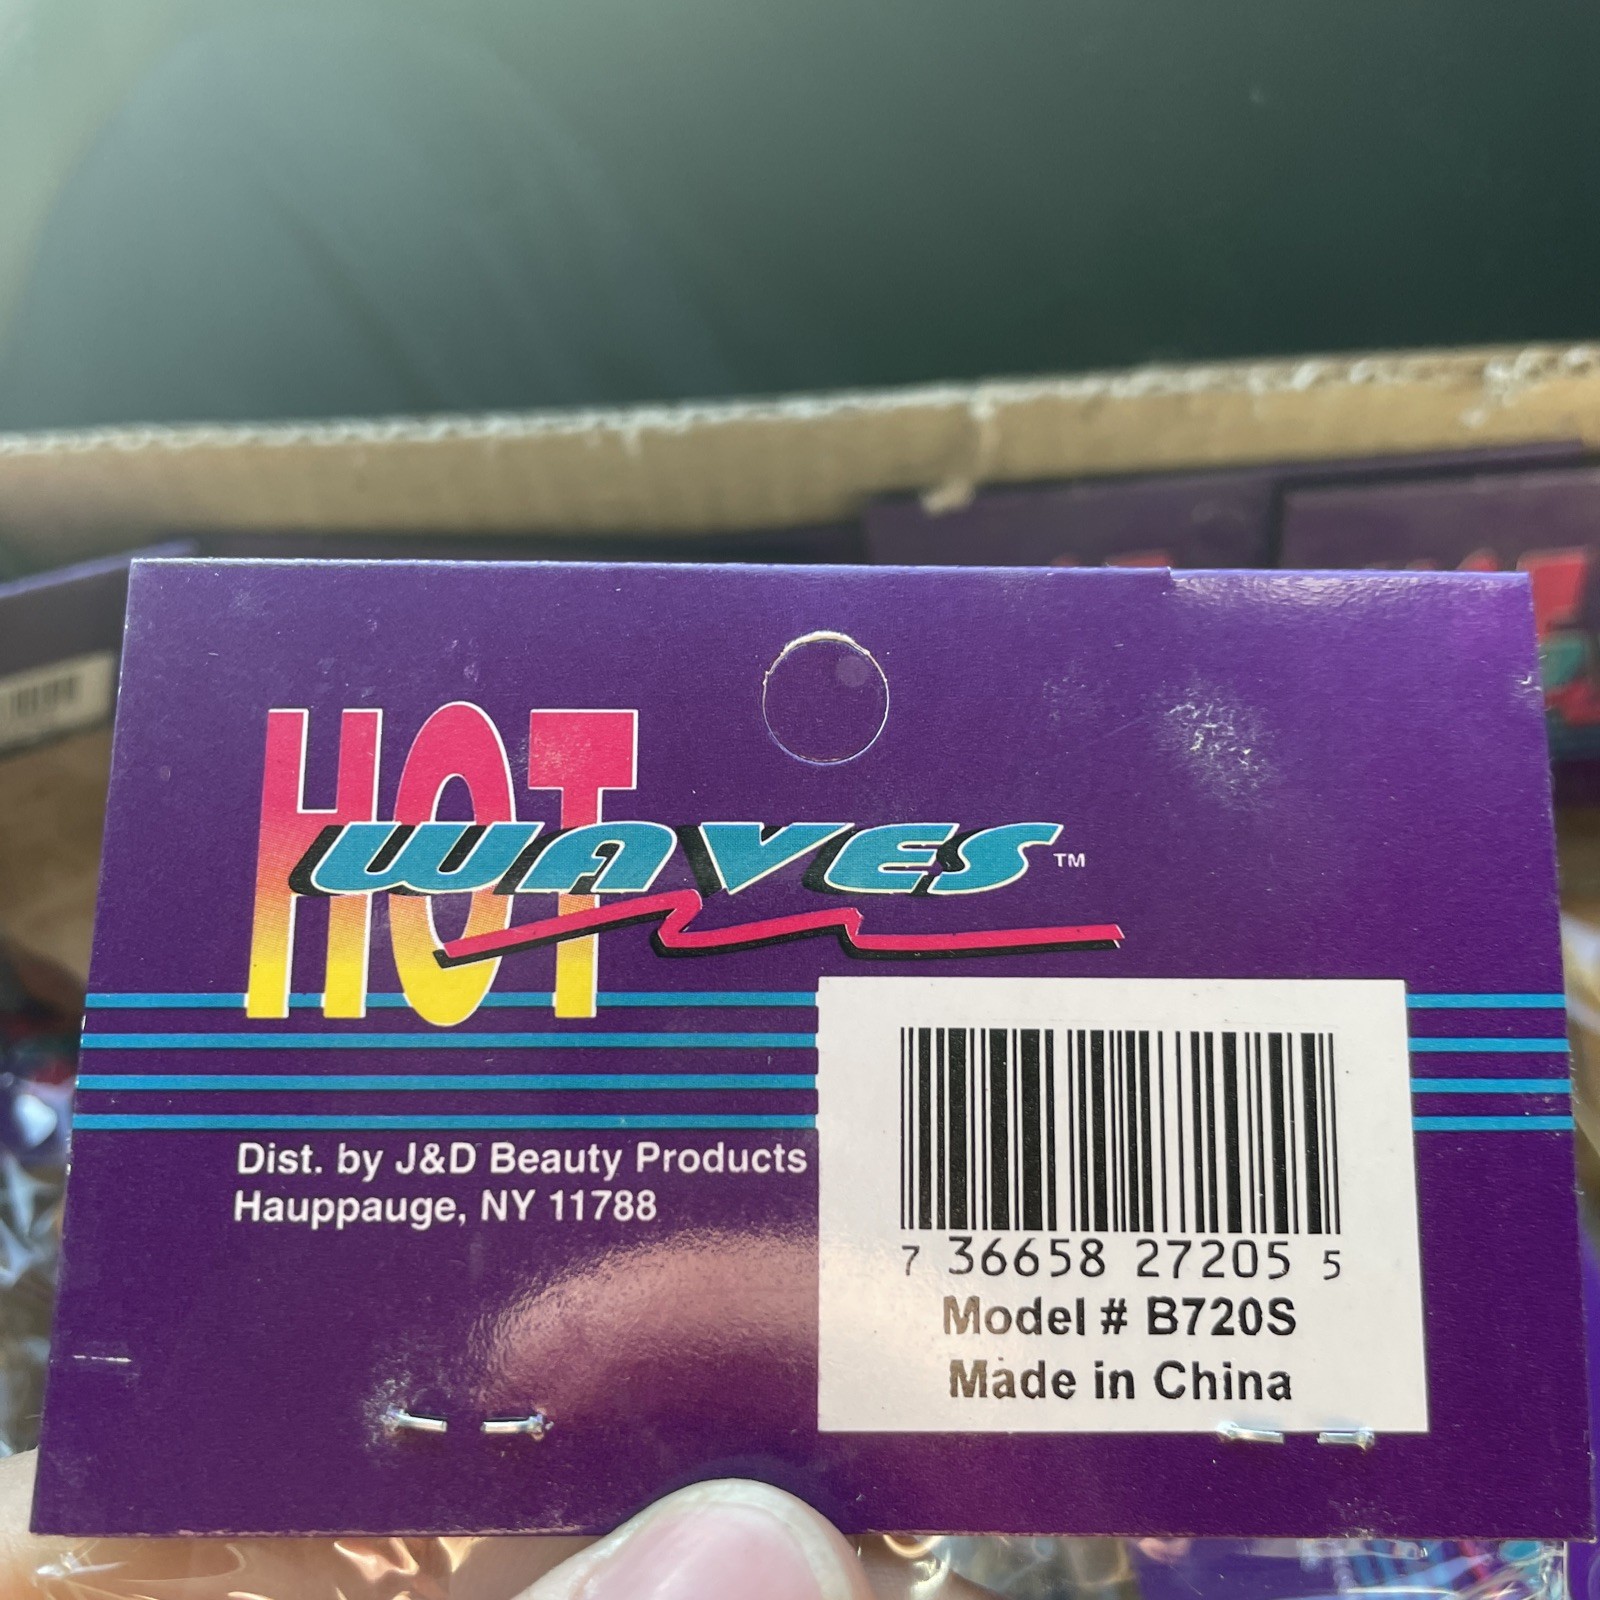 HOT
WAVES™
Dist. by J&D Beauty Products
Hauppauge, NY 11788
7 36658 27205 5
Model # B720S
Made in China